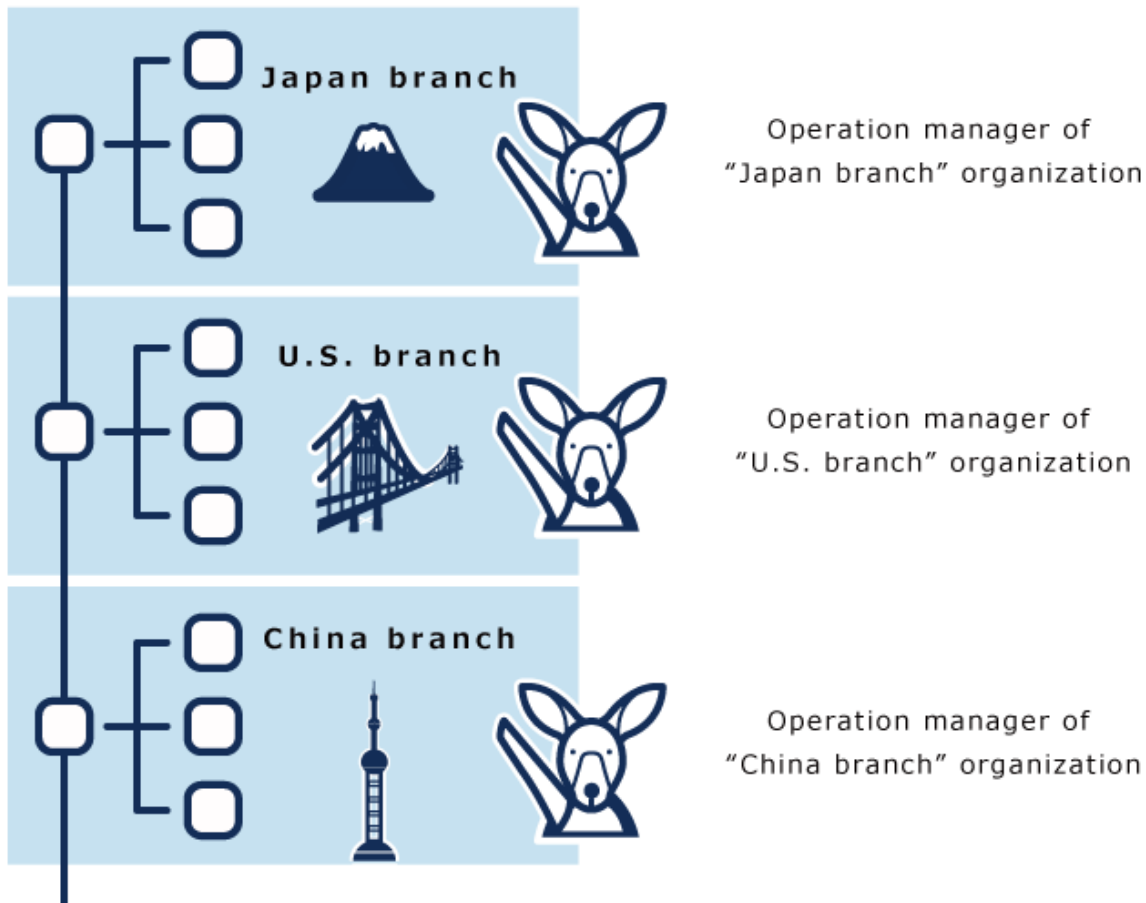 Japan branch
Operation manager of
“Japan branch” organization
U.S. branch
Operation manager of
“U.S. branch” organization
China branch
Operation manager of
“China branch” organization